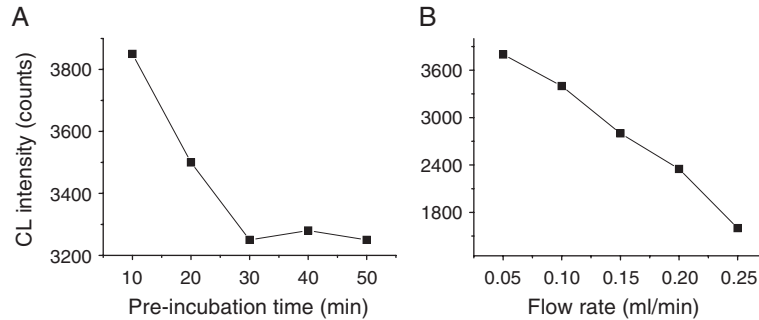 A
B
CL intensity (counts)
3800
3600
3400
3200
10 20 30 40 50
Pre-incubation time (min)
3600
3000
2400
1800
0.05 0.10 0.15 0.20 0.25
Flow rate (ml/min)